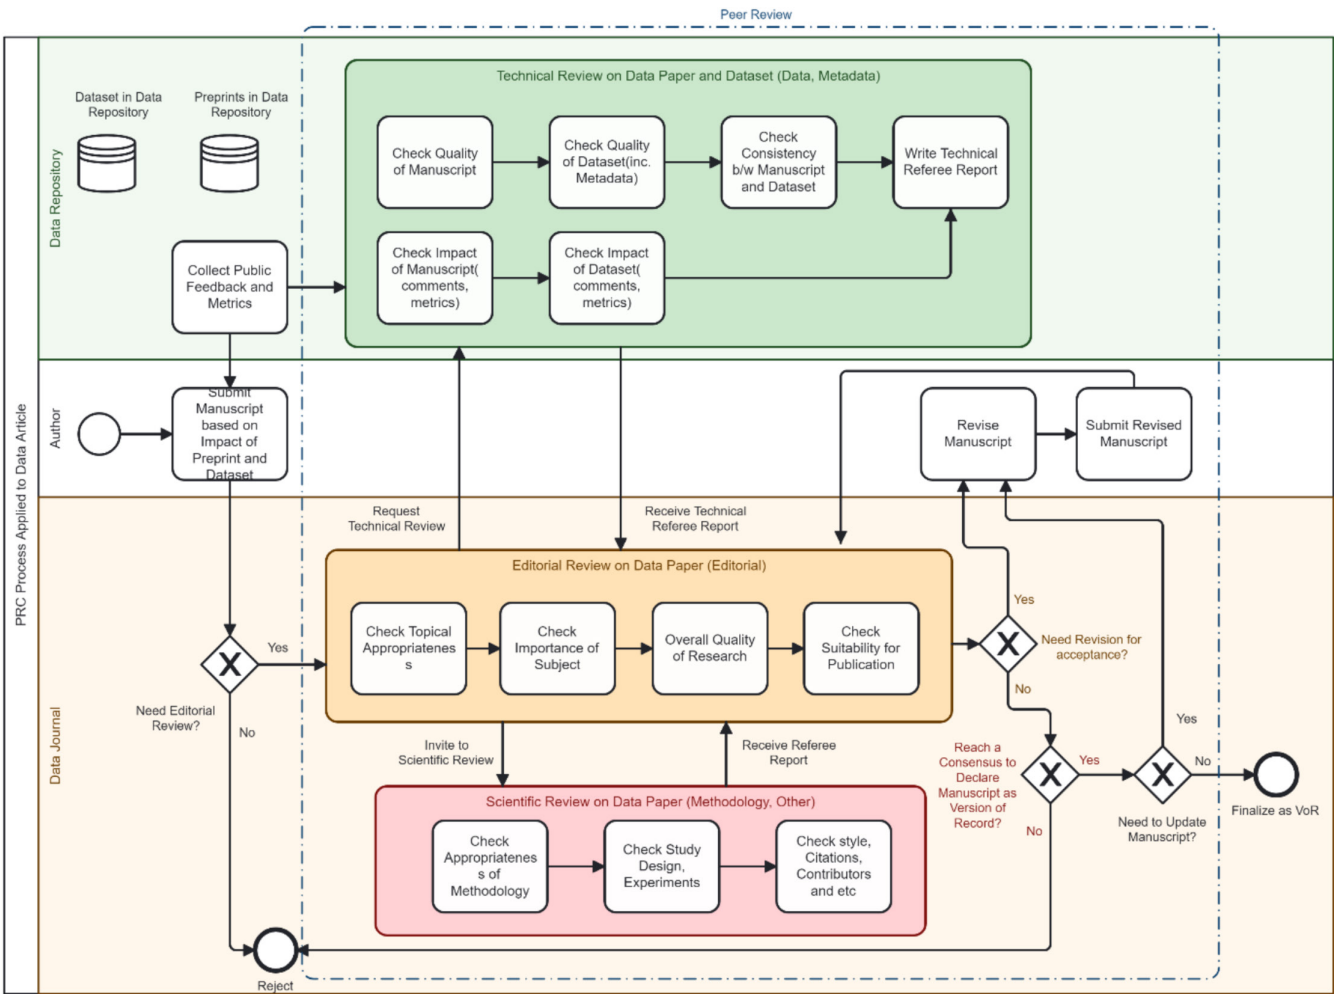 Peer Review
PRC Process Applied to Data Article
Data Repository
Dataset in Data
Repository
Preprints in Data
Repository
Technical Review on Data Paper and Dataset (Data, Metadata)
Check Quality
of Manuscript
Check Quality
of Dataset(inc.
Metadata)
Check
Consistency
b/w Manuscript
and Dataset
Write Technical
Referee Report
Collect Public
Feedback and
Metrics
Check Impact
of Manuscript(
comments,
metrics)
Check Impact
of Dataset(
comments,
metrics)
Author
Submit
Manuscript
based on
Impact of
Preprint and
Dataset
Revise
Manuscript
Submit Revised
Manuscript
Data Journal
Request
Technical Review
Receive Technical
Referee Report
Editorial Review on Data Paper (Editorial)
Check Topical
Appropriatenes
s
Check
Importance of
Subject
Overall Quality
of Research
Check
Suitability for
Publication
Yes
Need Editorial
Review?
No
Yes
Need Revision for
acceptance?
No
Invite to
Scientific Review
Receive Referee
Report
Reach a
Consensus to
Declare
Manuscript as
Version of
Record?
Yes
No
Yes
No
Need to Update
Manuscript?
Finalize as VoR
Scientific Review on Data Paper (Methodology, Other)
Check
Appropriatenes
s of
Methodology
Check Study
Design,
Experiments
Check style,
Citations,
Contributors
and etc
Reject